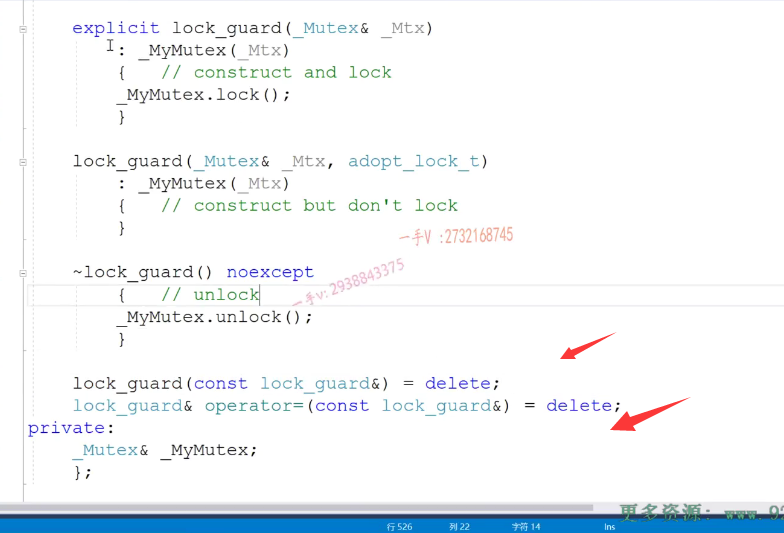 explicit lock_guard(_Mutex& _Mtx)
: _MyMutex(_Mtx)
{ // construct and lock
_MyMutex.lock();
}
lock_guard(_Mutex& _Mtx, adopt_lock_t)
: _MyMutex(_Mtx)
{ // construct but don't lock
}
一手V :2732168745
~lock_guard() noexcept
一手v: 2938843375
{ // unlock
_MyMutex.unlock();
}
lock_guard(const lock_guard&) = delete;
lock_guard& operator=(const lock_guard&) = delete;
private:
_Mutex& _MyMutex;
};
更多资源: www.9
行 526 列 22 字符 14 Ins